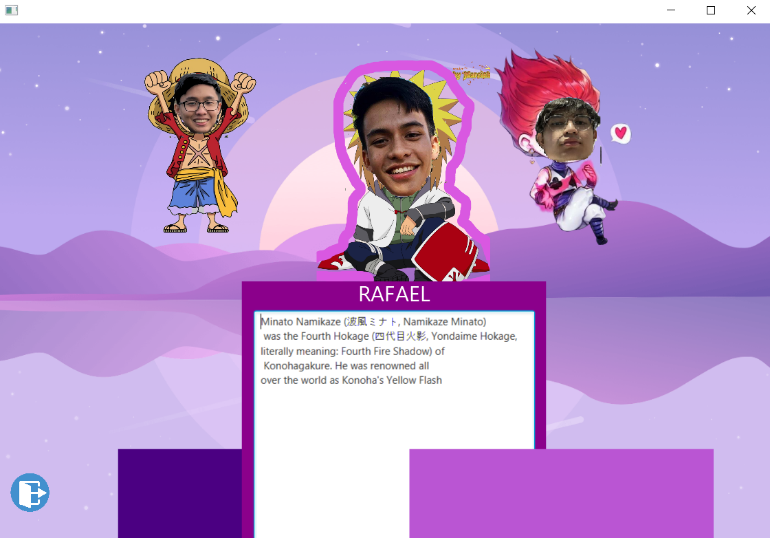 RAFAEL
Minato Namikaze (波風ミナト, Namikaze Minato)
was the Fourth Hokage (四代目火影, Yondaime Hokage,
literally meaning: Fourth Fire Shadow) of
Konohagakure. He was renowned all
over the world as Konoha's Yellow Flash